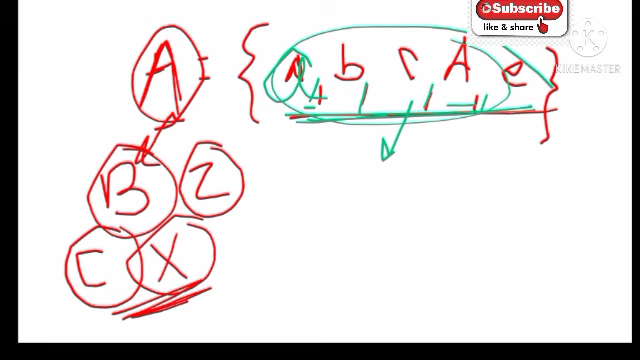 Subscribe
like & share
KINEMASTER
A = { a b c d e }
B Z
C X